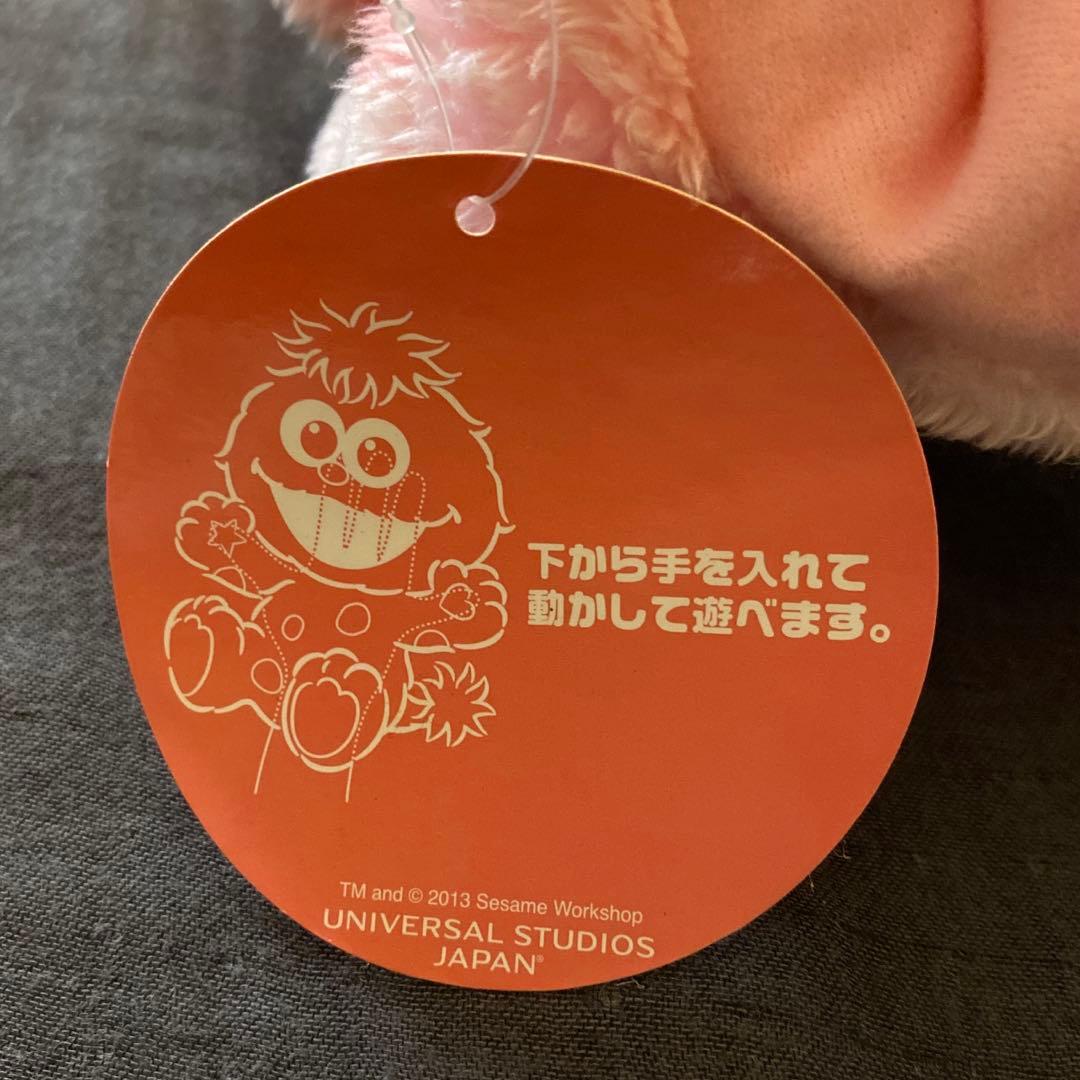 下から手を入れて
動かして遊べます。
TM and © 2013 Sesame Workshop
UNIVERSAL STUDIOS
JAPAN®